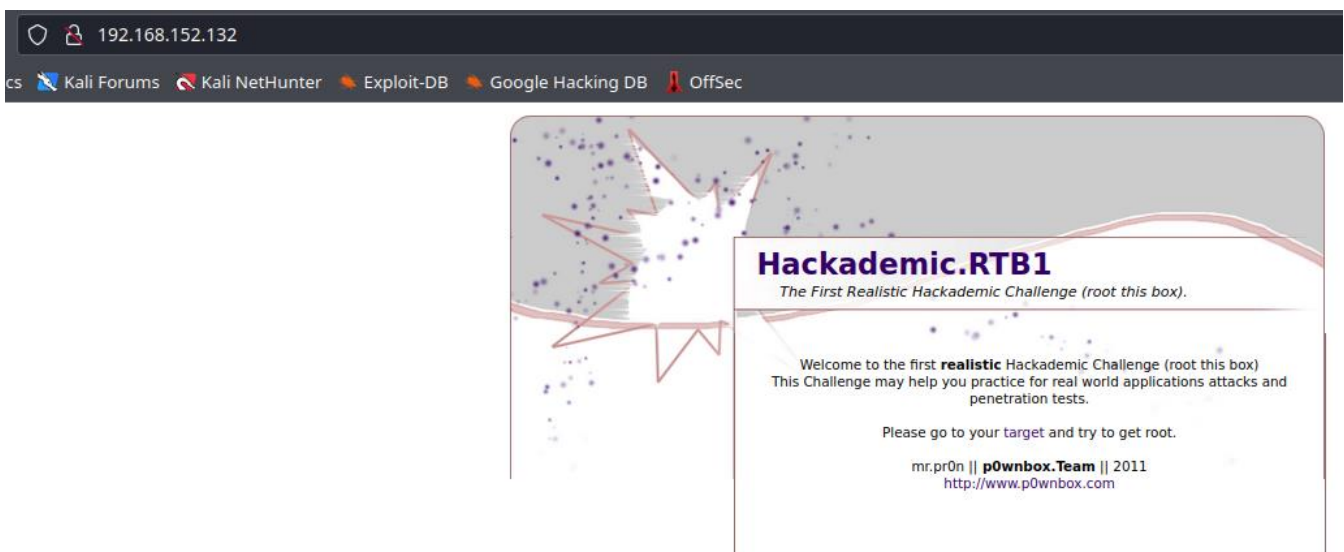 192.168.152.132
cs Kali Forums Kali NetHunter Exploit-DB Google Hacking DB OffSec
Hackademic.RTB1
The First Realistic Hackademic Challenge (root this box).
Welcome to the first realistic Hackademic Challenge (root this box)
This Challenge may help you practice for real world applications attacks and
penetration tests.
Please go to your target and try to get root.
mr.pr0n || p0wnbox.Team || 2011
http://www.p0wnbox.com